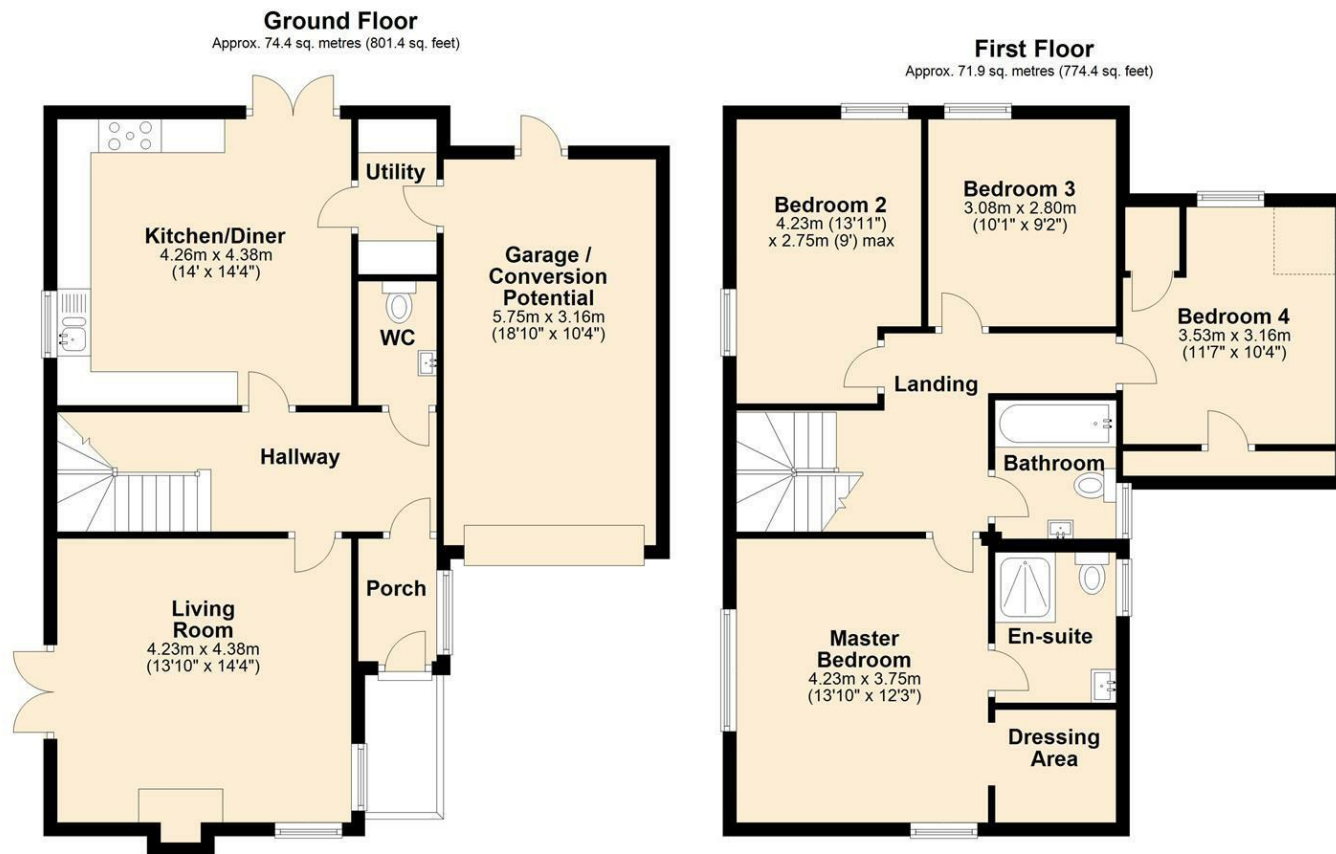 Ground Floor
Approx. 74.4 sq. metres (801.4 sq. feet)
Kitchen/Diner
4.26m x 4.38m
(14' x 14'4")
Utility
Garage /
Conversion
Potential
5.75m x 3.16m
(18'10" x 10'4")
WC
Hallway
Living
Room
4.23m x 4.38m
(13'10" x 14'4")
Porch
First Floor
Approx. 71.9 sq. metres (774.4 sq. feet)
Bedroom 2
4.23m (13'11")
x 2.75m (9') max
Bedroom 3
3.08m x 2.80m
(10'1" x 9'2")
Bedroom 4
3.53m x 3.16m
(11'7" x 10'4")
Landing
Bathroom
Master
Bedroom
4.23m x 3.75m
(13'10" x 12'3")
En-suite
Dressing
Area